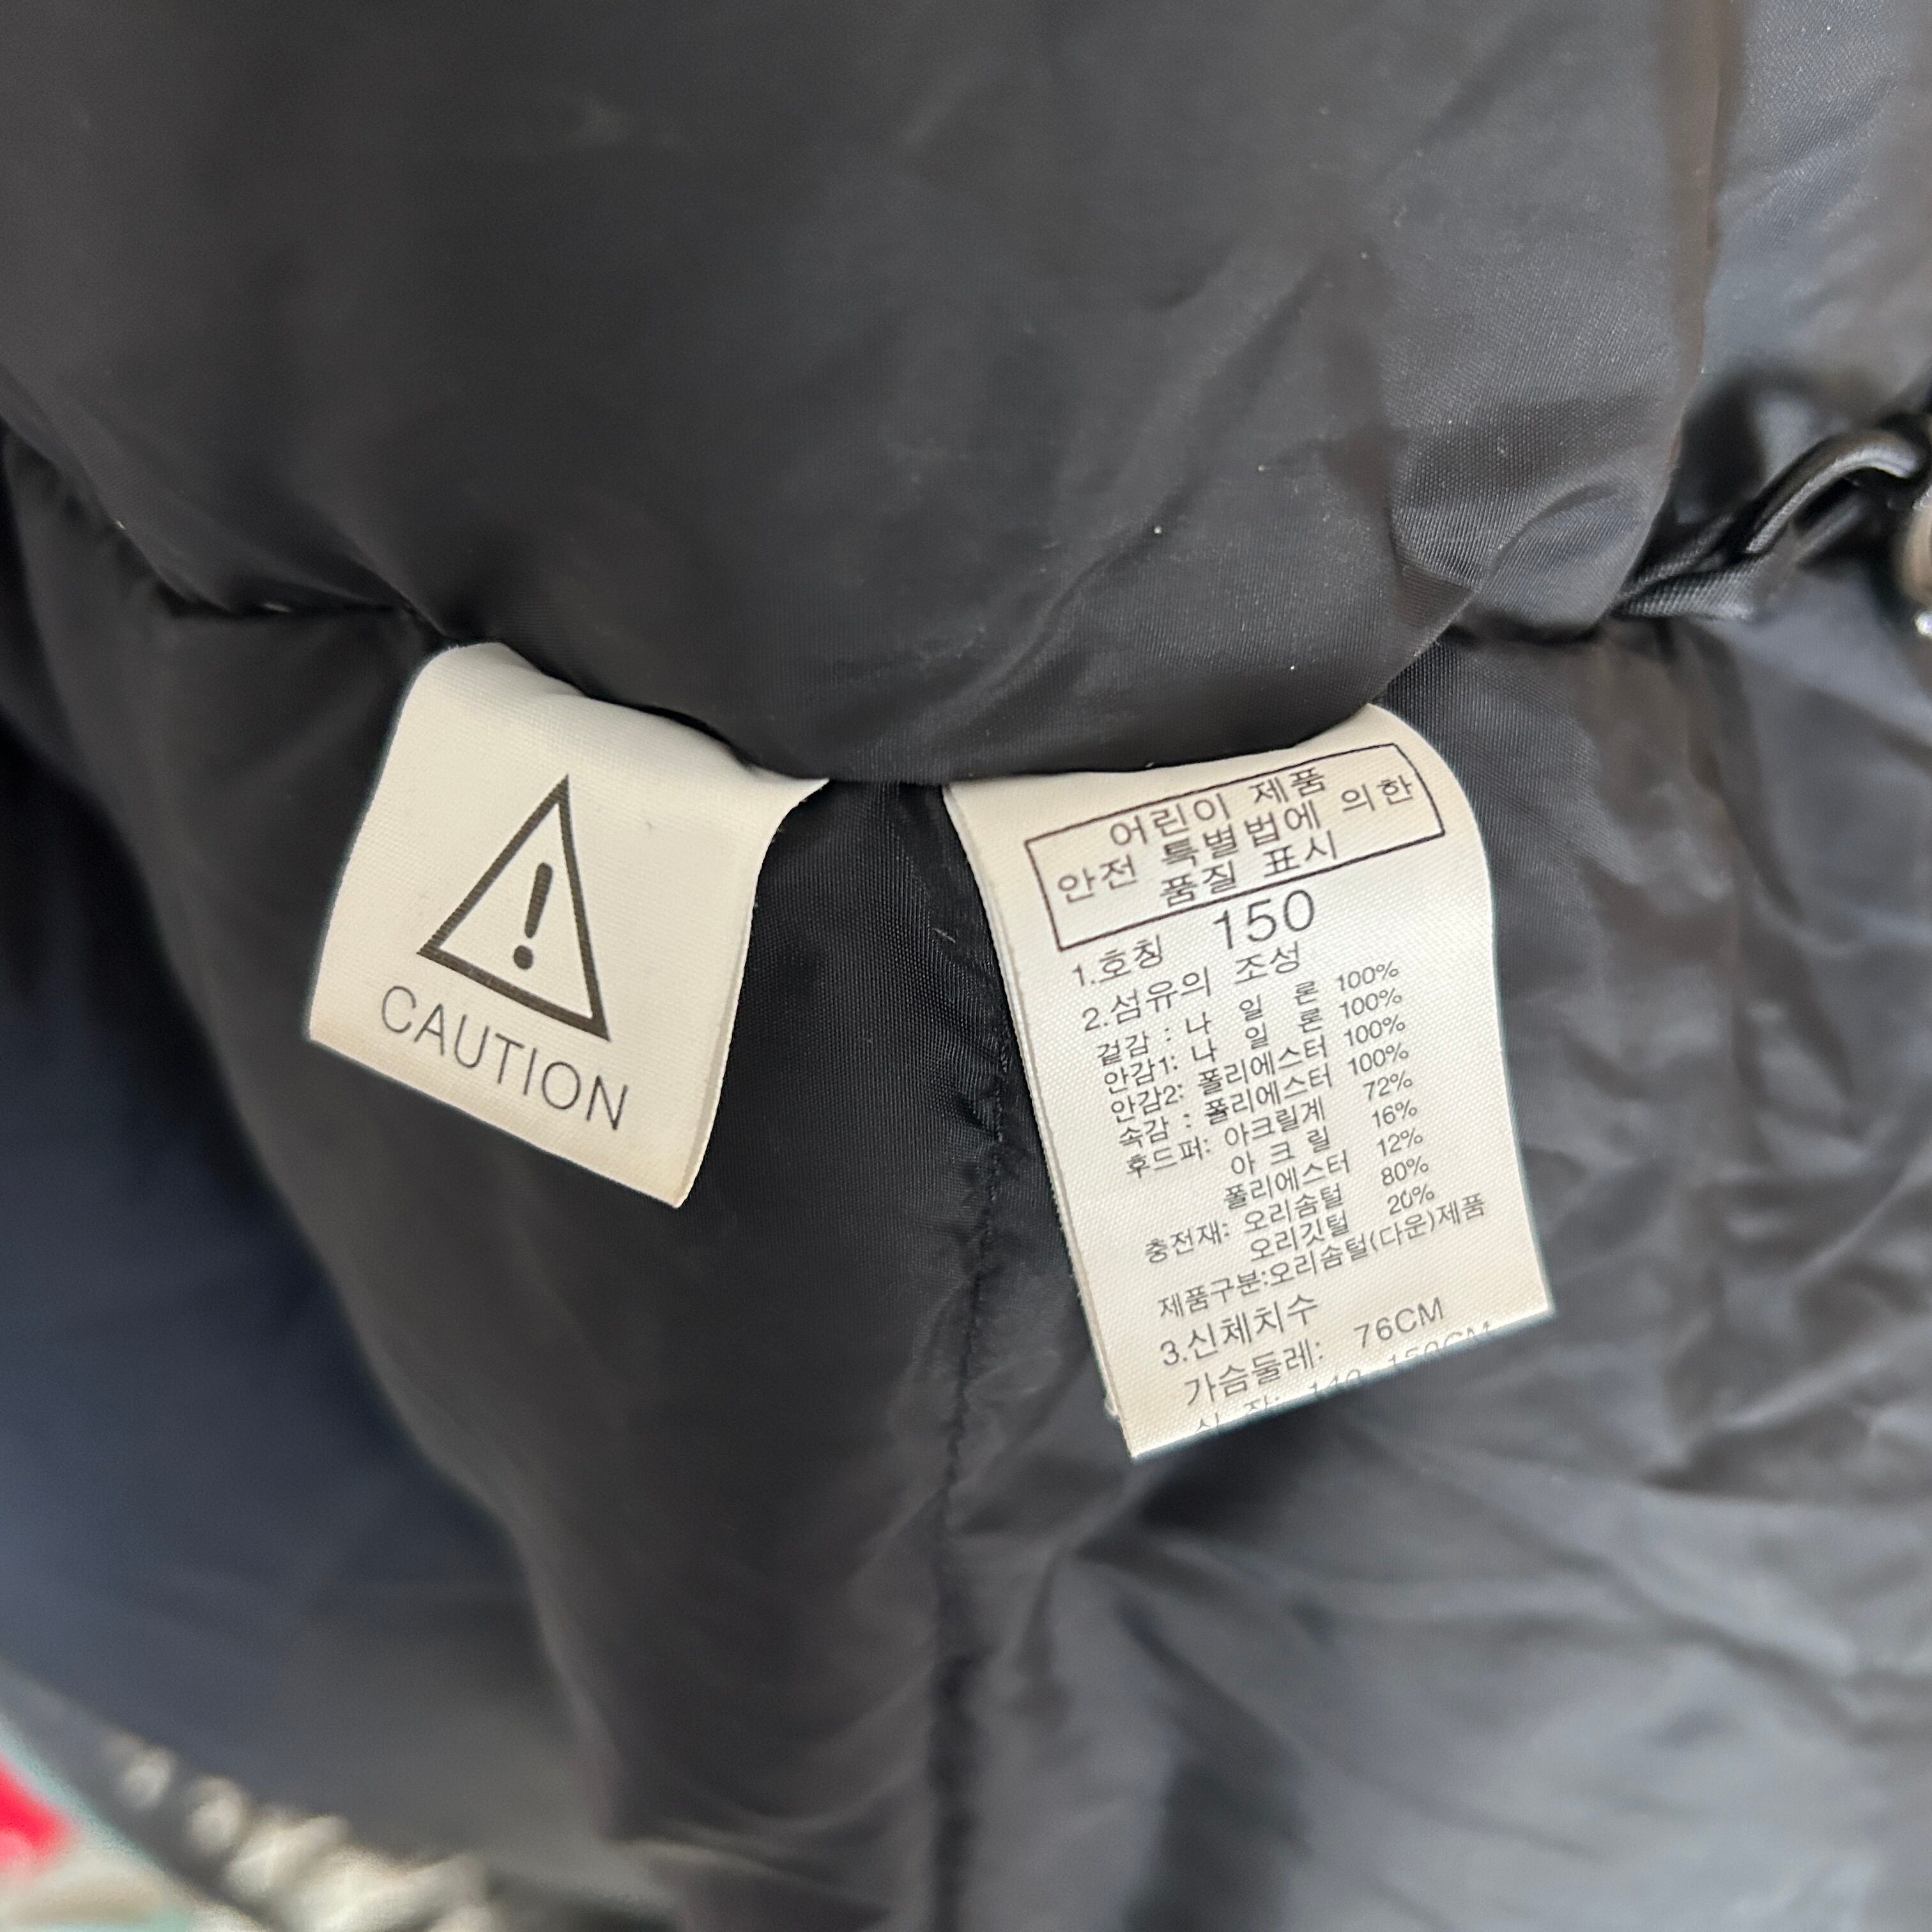 CAUTION
어린이 제품
안전 특별법에 의한
품질 표시
1.호칭 150
2.섬유의 조성
겉감 : 나 일 론 100%
안감1: 나 일 론 100%
안감2: 폴리에스터 100%
속감 : 폴리에스터 100%
후드퍼: 아크릴계 72%
아 크 릴 16%
폴리에스터 12%
충전재: 오리솜털 80%
오리깃털 20%
제품구분:오리솜털(다운)제품
3.신체치수
가슴둘레: 76CM